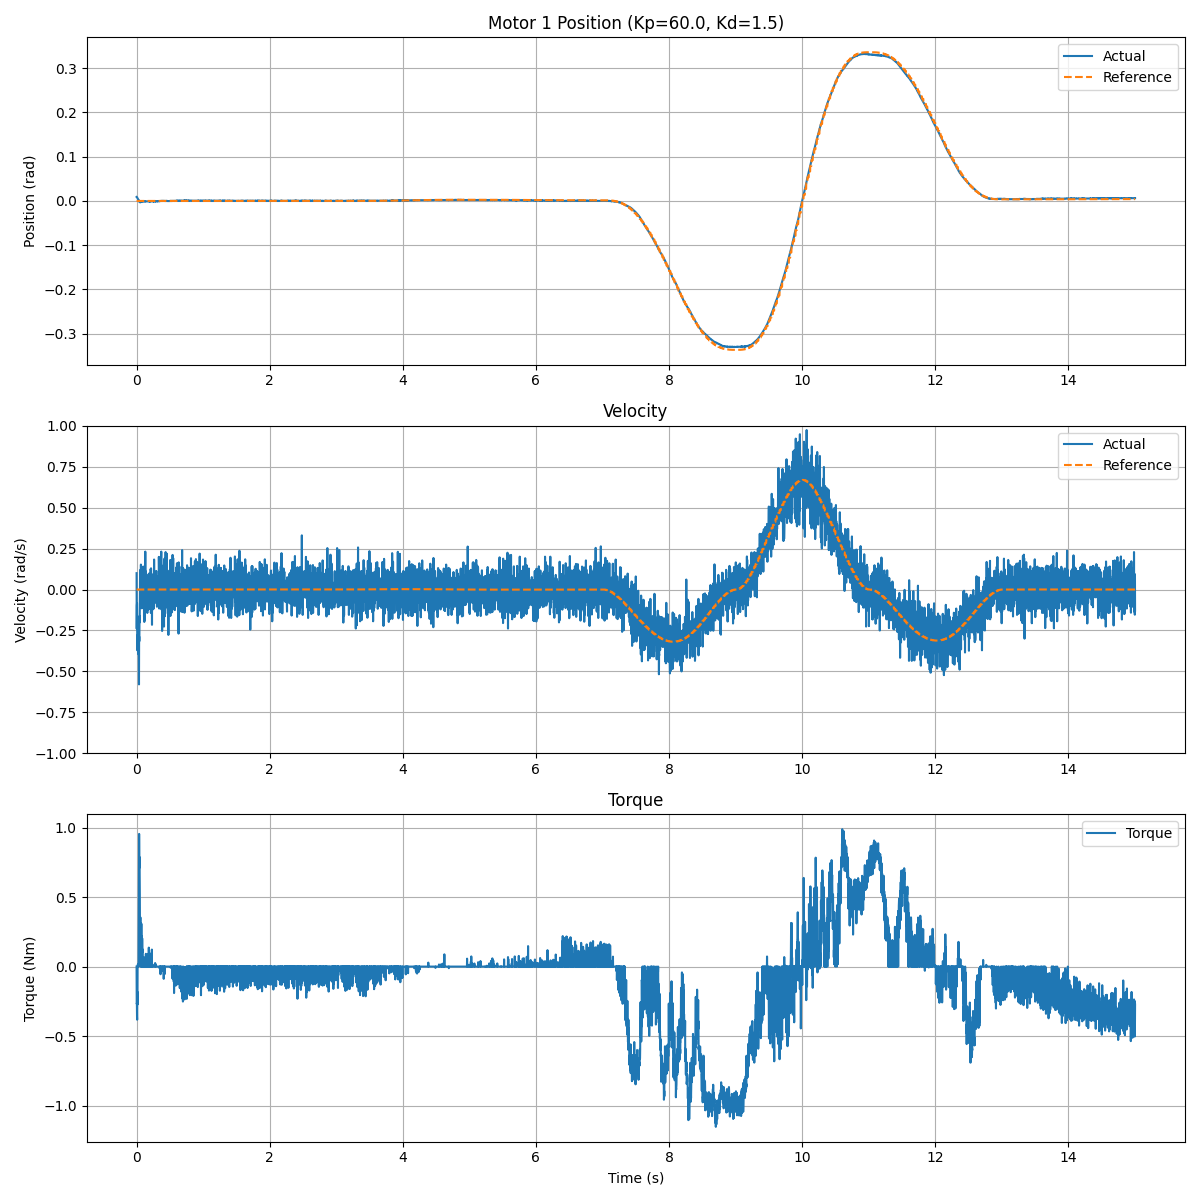 Motor 1 Position (Kp=60.0, Kd=1.5)
Position (rad)
0.3
0.2
0.1
0.0
−0.1
−0.2
−0.3
Actual
Reference
0 2 4 6 8 10 12 14
Velocity
Velocity (rad/s)
1.00
0.75
0.50
0.25
0.00
−0.25
−0.50
−0.75
−1.00
Actual
Reference
0 2 4 6 8 10 12 14
Torque
Torque (Nm)
1.0
0.5
0.0
−0.5
−1.0
Torque
0 2 4 6 8 10 12 14
Time (s)